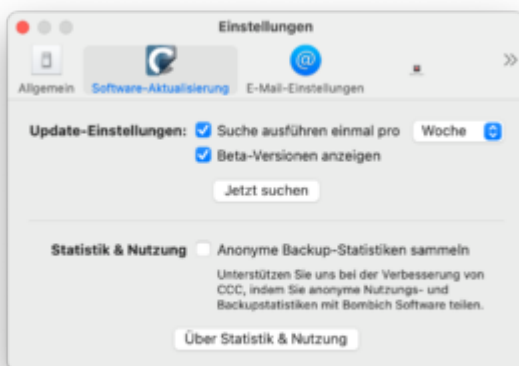 Einstellungen
Allgemein Software-Aktualisierung E-Mail-Einstellungen
Update-Einstellungen: Suche ausführen einmal pro Woche
Beta-Versionen anzeigen
Jetzt suchen
Statistik & Nutzung Anonyme Backup-Statistiken sammeln
Unterstützen Sie uns bei der Verbesserung von
CCC, indem Sie anonyme Nutzungs- und
Backupstatistiken mit Bombich Software teilen.
Über Statistik & Nutzung